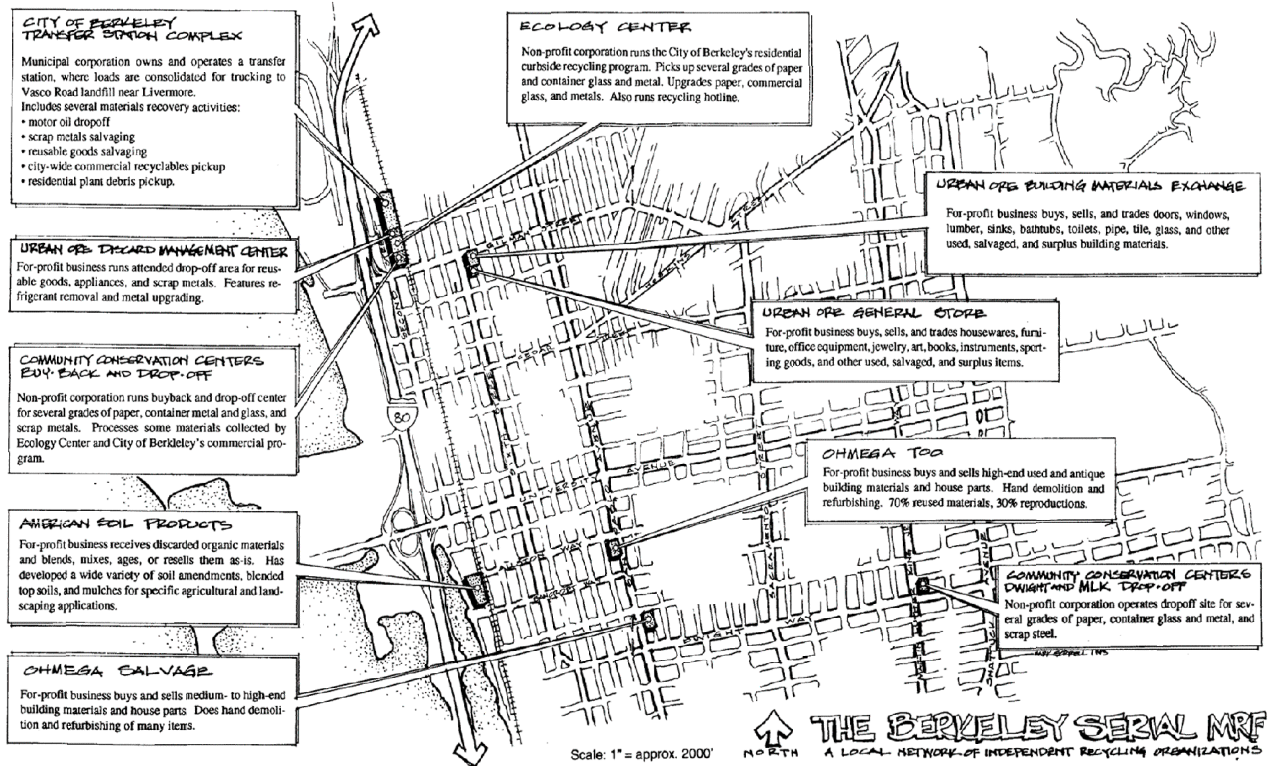 CITY OF BERKELEY
TRANSFER STATION COMPLEX
Municipal corporation owns and operates a transfer
station, where loads are consolidated for trucking to
Vasco Road landfill near Livermore.
Includes several materials recovery activities:
• motor oil dropoff
• scrap metals salvaging
• reusable goods salvaging
• city-wide commercial recyclables pickup
• residential plant debris pickup.
ECOLOGY CENTER
Non-profit corporation runs the City of Berkeley's residential
curbside recycling program. Picks up several grades of paper
and container glass and metal. Upgrades paper, commercial
glass, and metals. Also runs recycling hotline.
URBAN ORE BUILDING MATERIALS EXCHANGE
For-profit business buys, sells, and trades doors, windows,
lumber, sinks, bathtubs, toilets, pipe, tile, glass, and other
used, salvaged, and surplus building materials.
URBAN ORE DISCARD MANAGEMENT CENTER
For-profit business runs attended drop-off area for reus-
able goods, appliances, and scrap metals. Features re-
frigerant removal and metal upgrading.
URBAN ORE GENERAL STORE
For-profit business buys, sells, and trades housewares, furni-
ture, office equipment, jewelry, art, books, instruments, sport-
ing goods, and other used, salvaged, and surplus items.
COMMUNITY CONSERVATION CENTERS
BUY-BACK AND DROP-OFF
Non-profit corporation runs buyback and drop-off center
for several grades of paper, container metal and glass, and
scrap metals. Processes some materials collected by
Ecology Center and City of Berkleley's commercial pro-
gram.
80
OHMEGA TOO
For-profit business buys and sells high-end used and antique
building materials and house parts. Hand demolition and
refurbishing. 70% reused materials, 30% reproductions.
UNIVERSITY AVENUE
AMERICAN SOIL PRODUCTS
For-profit business receives discarded organic materials
and blends, mixes, ages, or resells them as-is. Has
developed a wide variety of soil amendments, blended
top soils, and mulches for specific agricultural and land-
scaping applications.
COMMUNITY CONSERVATION CENTERS
DWIGHT AND MLK DROP-OFF
Non-profit corporation operates dropoff site for sev-
eral grades of paper, container glass and metal, and
scrap steel.
OHMEGA SALVAGE
For-profit business buys and sells medium- to high-end
building materials and house parts Does hand demoli-
tion and refurbishing of many items.
Scale: 1" = approx. 2000'
NORTH
THE BERKELEY SERIAL MRF
A LOCAL NETWORK OF INDEPENDENT RECYCLING ORGANIZATIONS